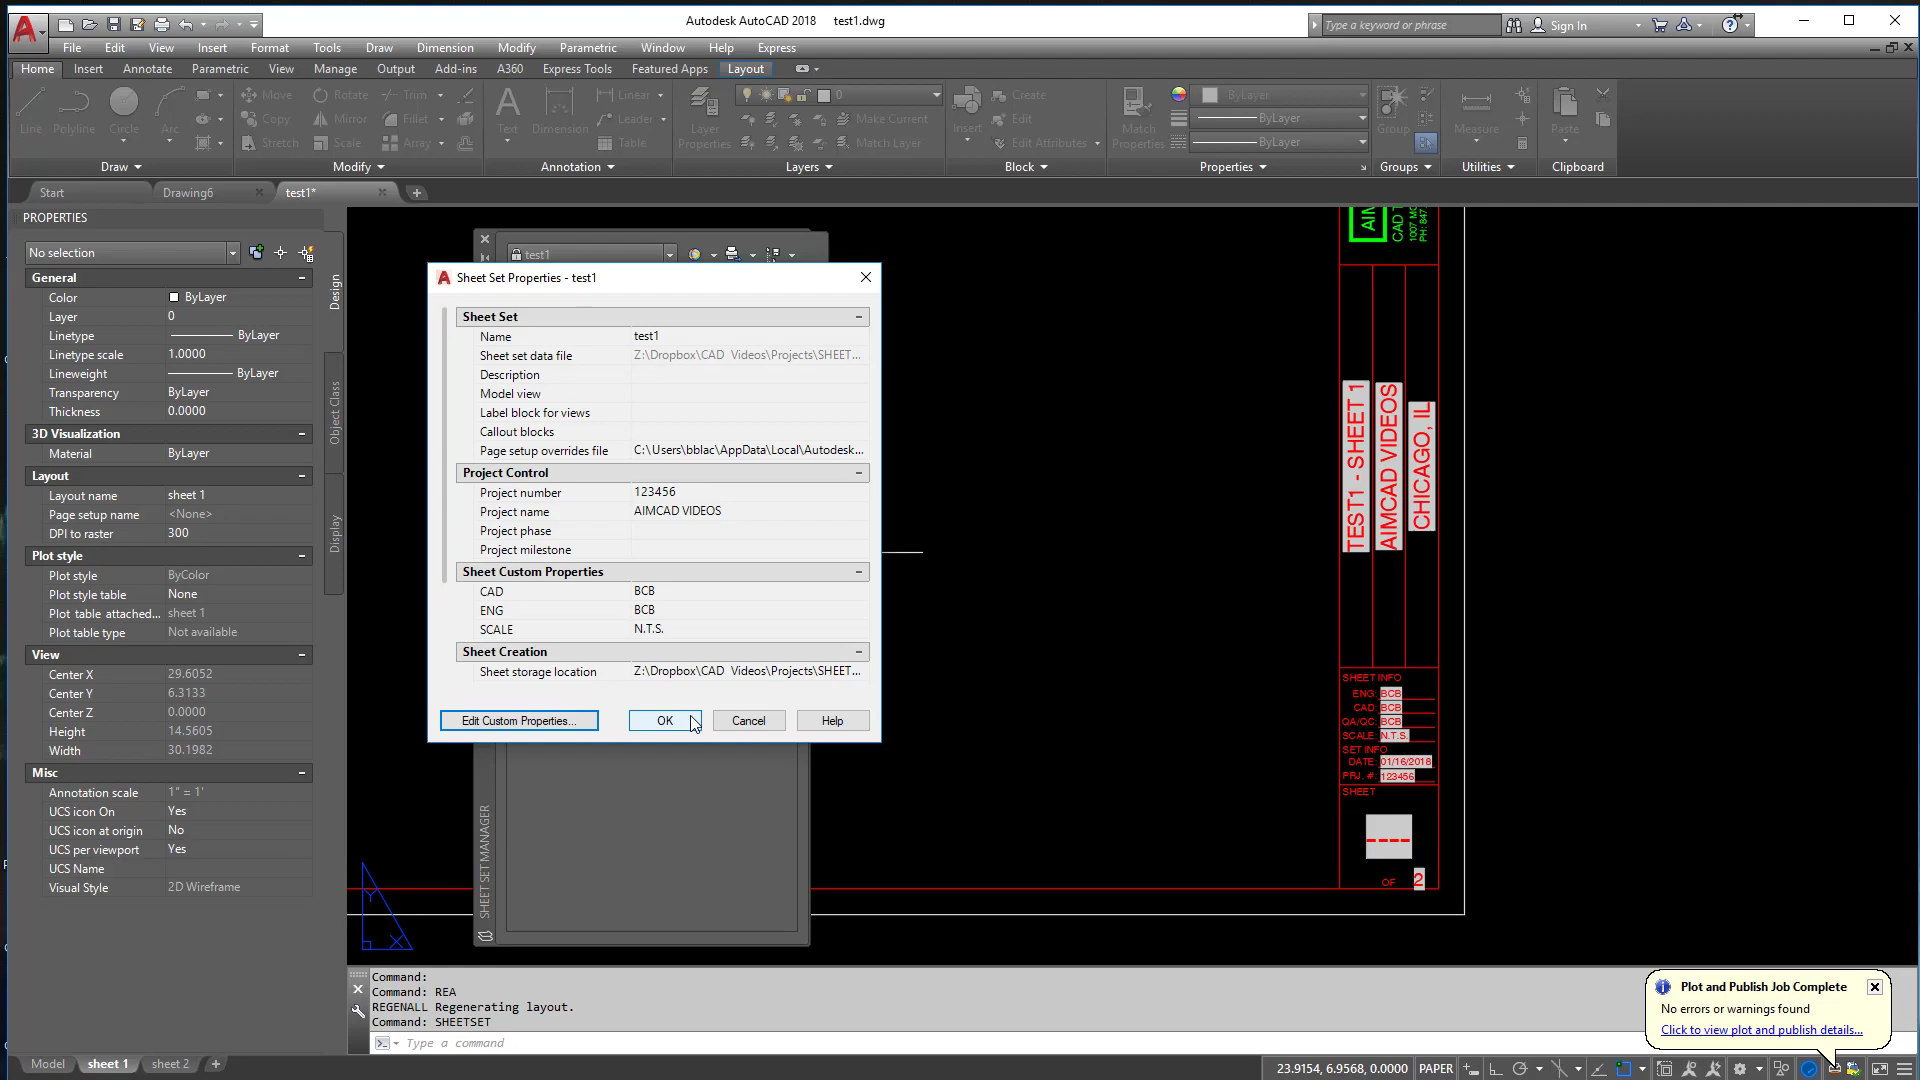 Autodesk AutoCAD 2018 test1.dwg
Type a keyword or phrase
Sign In
File Edit View Insert Format Tools Draw Dimension Modify Parametric Window Help Express
Home Insert Annotate Parametric View Manage Output Add-ins A360 Express Tools Featured Apps Layout
Line Polyline Circle Arc
Move Rotate Trim
Copy Mirror Fillet
Stretch Scale Array
Text Dimension
Linear
Leader
Table
Layer Properties
0
Make Current
Match Layer
Insert
Create
Edit
Edit Attributes
Match Properties
ByLayer
ByLayer
ByLayer
Group
Measure
Paste
Draw Modify Annotation Layers Block Properties Groups Utilities Clipboard
Start Drawing6 test1*
PROPERTIES
No selection
General
Color ByLayer
Layer 0
Linetype ByLayer
Linetype scale 1.0000
Lineweight ByLayer
Transparency ByLayer
Thickness 0.0000
3D Visualization
Material ByLayer
Layout
Layout name sheet 1
Page setup name <None>
DPI to raster 300
Plot style
Plot style ByColor
Plot style table None
Plot table attached... sheet 1
Plot table type Not available
View
Center X 29.6052
Center Y 6.3133
Center Z 0.0000
Height 14.5605
Width 30.1982
Misc
Annotation scale 1" = 1'
UCS icon On Yes
UCS icon at origin No
UCS per viewport Yes
UCS Name
Visual Style 2D Wireframe
Design
Object Class
Display
test1
SHEET SET MANAGER
Sheet Set Properties - test1
Sheet Set
Name test1
Sheet set data file Z:\Dropbox\CAD Videos\Projects\SHEET...
Description
Model view
Label block for views
Callout blocks
Page setup overrides file C:\Users\bblac\AppData\Local\Autodesk...
Project Control
Project number 123456
Project name AIMCAD VIDEOS
Project phase
Project milestone
Sheet Custom Properties
CAD BCB
ENG BCB
SCALE N.T.S.
Sheet Creation
Sheet storage location Z:\Dropbox\CAD Videos\Projects\SHEET...
Edit Custom Properties... OK Cancel Help
TEST1 - SHEET 1
AIMCAD VIDEOS
CHICAGO, IL
SHEET INFO
ENG: BCB
CAD: BCB
QA/QC: BCB
SCALE: N.T.S.
SET INFO
DATE: 01/16/2018
PRJ. #: 123456
SHEET
----
OF 2
Y
X
Command:
Command: REA
REGENALL Regenerating layout.
Command: SHEETSET
Type a command
Plot and Publish Job Complete
No errors or warnings found
Click to view plot and publish details...
Model sheet 1 sheet 2
23.9154, 6.9568, 0.0000 PAPER